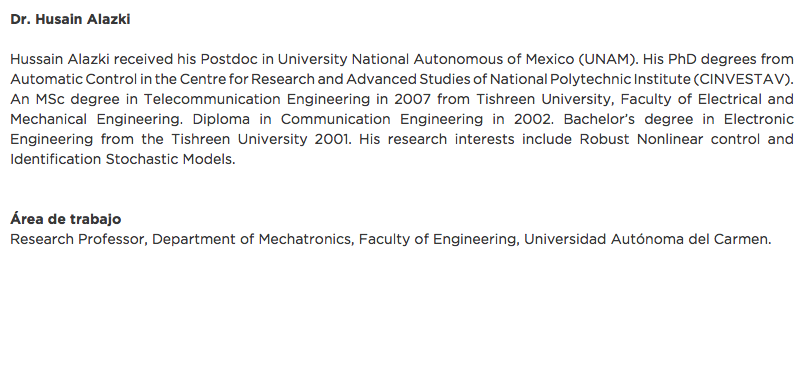 Dr. Husain Alazki
Hussain Alazki received his Postdoc in University National Autonomous of Mexico (UNAM). His PhD degrees from
Automatic Control in the Centre for Research and Advanced Studies of National Polytechnic Institute (CINVESTAV).
An MSc degree in Telecommunication Engineering in 2007 from Tishreen University, Faculty of Electrical and
Mechanical Engineering. Diploma in Communication Engineering in 2002. Bachelor's degree in Electronic
Engineering from the Tishreen University 2001. His research interests include Robust Nonlinear control and
Identification Stochastic Models.
Área de trabajo
Research Professor, Department of Mechatronics, Faculty of Engineering, Universidad Autónoma del Carmen.